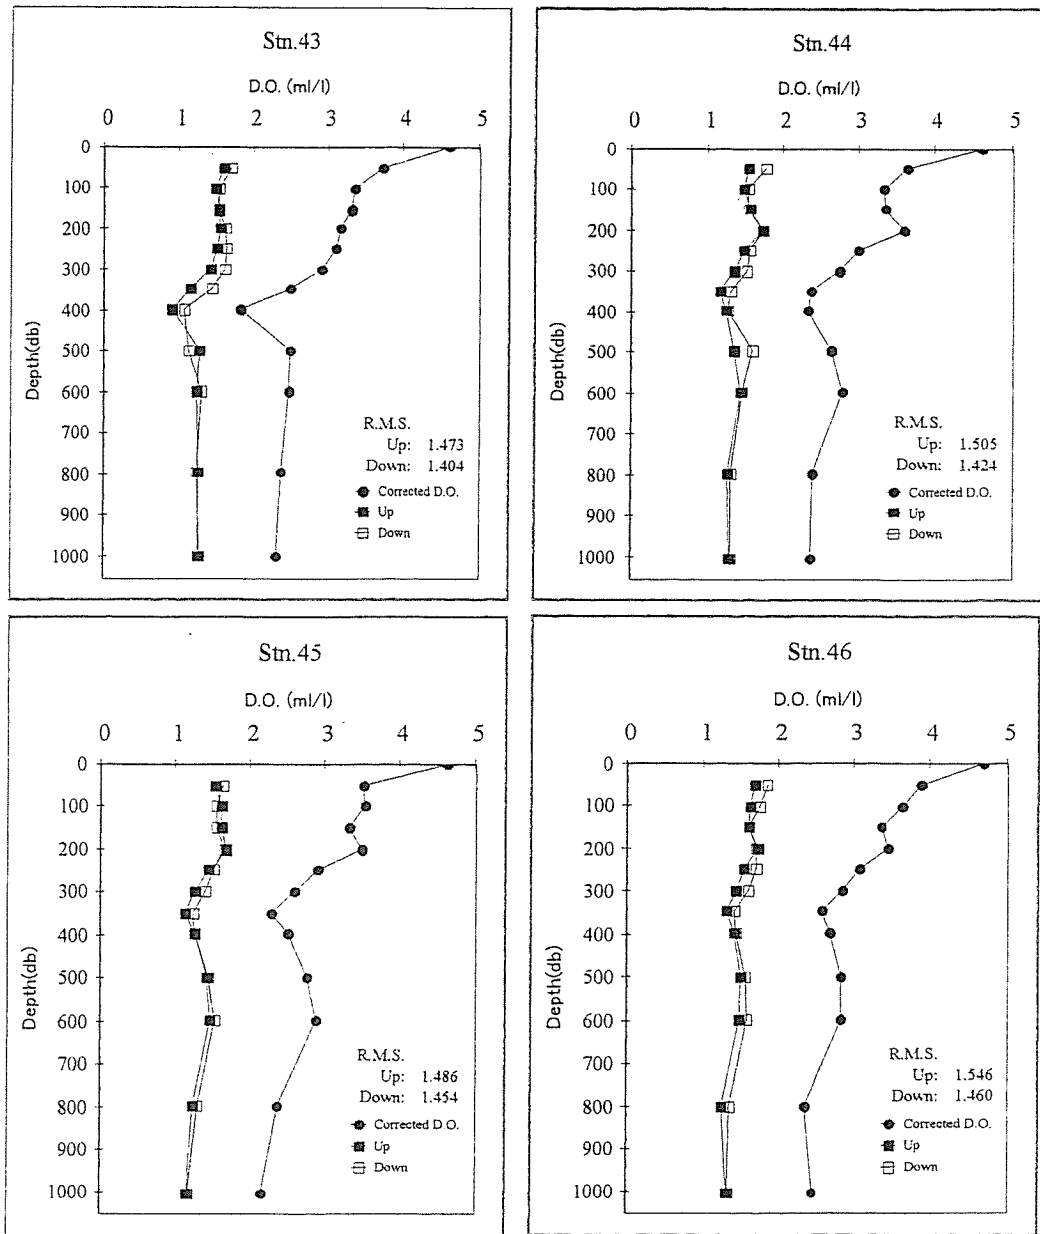 Stn.43
D.O. (ml/l)
0 1 2 3 4 5
0
100
200
300
400
500
600
700
800
900
1000
Depth(db)
R.M.S.
Up: 1.473
Down: 1.404
Corrected D.O.
Up
Down
Stn.44
D.O. (ml/l)
0 1 2 3 4 5
0
100
200
300
400
500
600
700
800
900
1000
Depth(db)
R.M.S.
Up: 1.505
Down: 1.424
Corrected D.O.
Up
Down
Stn.45
D.O. (ml/l)
0 1 2 3 4 5
0
100
200
300
400
500
600
700
800
900
1000
Depth(db)
R.M.S.
Up: 1.486
Down: 1.454
Corrected D.O.
Up
Down
Stn.46
D.O. (ml/l)
0 1 2 3 4 5
0
100
200
300
400
500
600
700
800
900
1000
Depth(db)
R.M.S.
Up: 1.546
Down: 1.460
Corrected D.O.
Up
Down